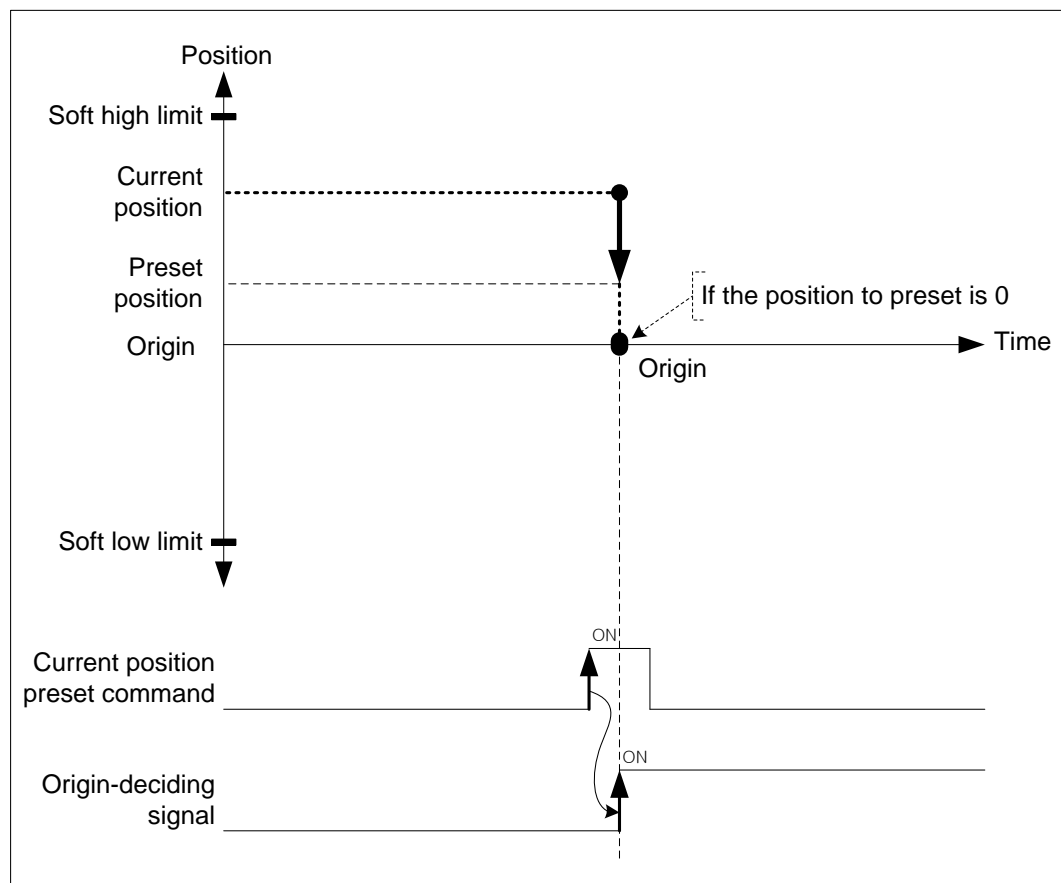 Position
Soft high limit
Current
position
Preset
position
If the position to preset is 0
Origin
Time
Origin
Soft low limit
ON
Current position
preset command
ON
Origin-deciding
signal